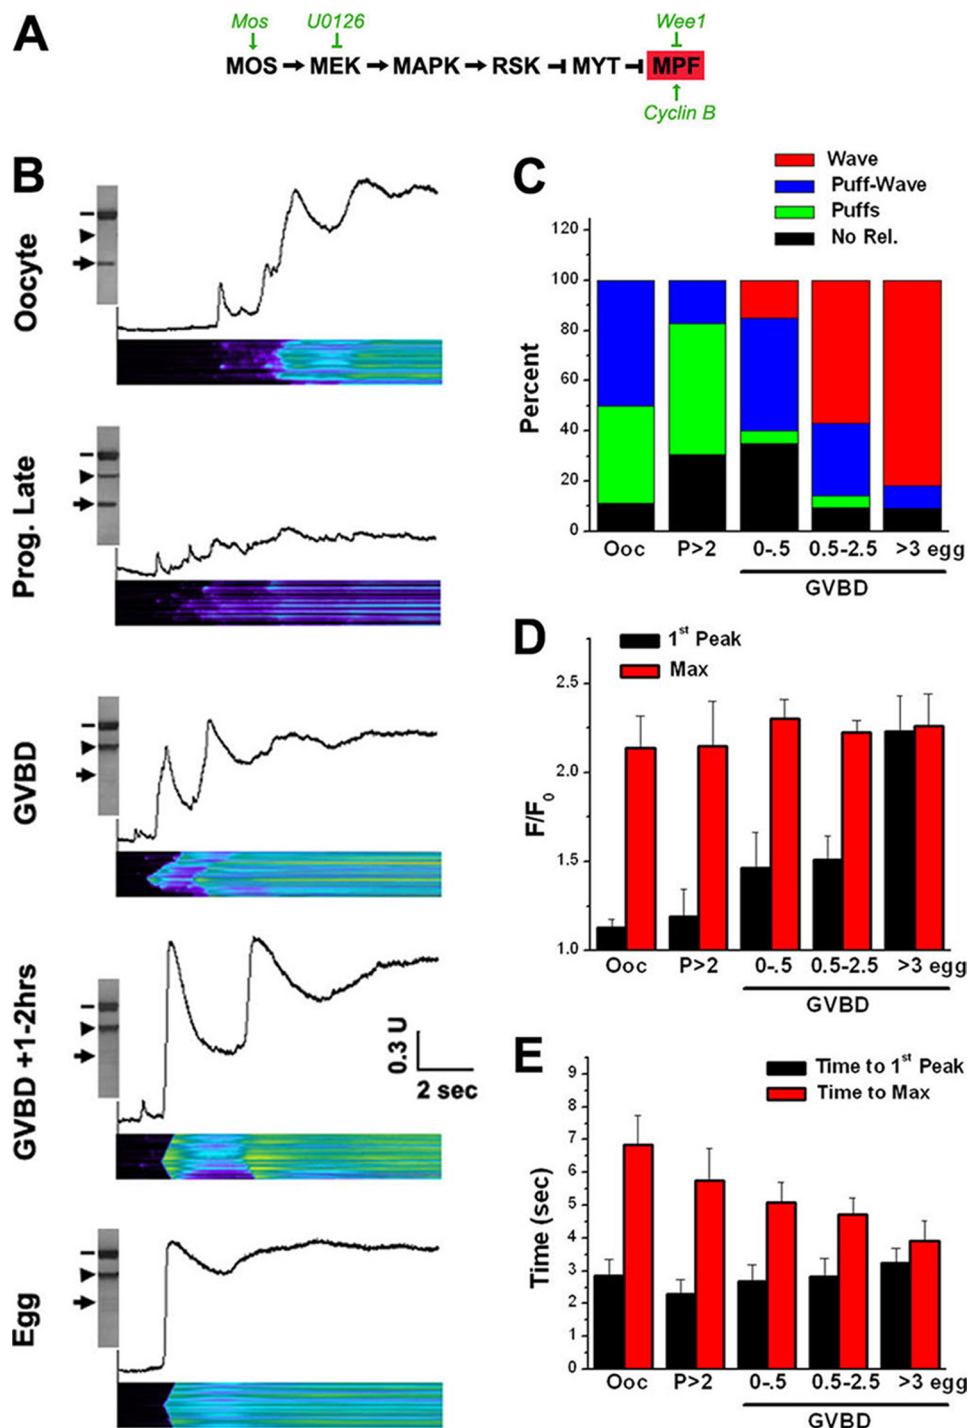 A
Mos
U0126
Wee1
MOS MEK MAPK RSK MYT MPF
Cyclin B
B
Oocyte
Prog. Late
GVBD
GVBD +1-2hrs
0.3 U
2 sec
Egg
C
Wave
Puff-Wave
Puffs
No Rel.
Percent
120
100
80
60
40
20
0
Ooc P>2 0-.5 0.5-2.5 >3 egg
GVBD
D
1st Peak
Max
F/F0
2.5
2.0
1.5
1.0
Ooc P>2 0-.5 0.5-2.5 >3 egg
GVBD
E
Time to 1st Peak
Time to Max
Time (sec)
9
8
7
6
5
4
3
2
1
0
Ooc P>2 0-.5 0.5-2.5 >3 egg
GVBD